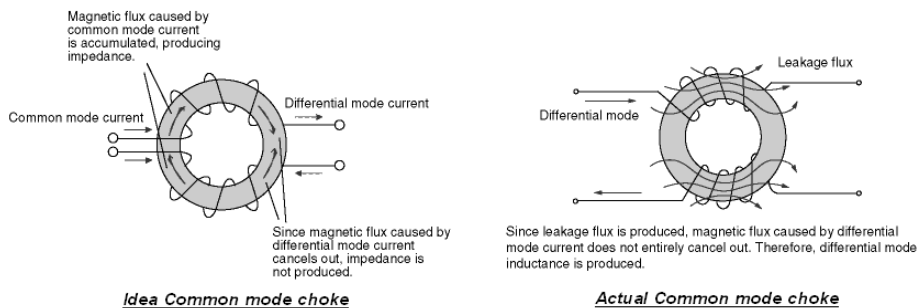 Magnetic flux caused by
common mode current
is accumulated, producing
impedance.
Common mode current
Differential mode current
Since magnetic flux caused by
differential mode current
cancels out, impedance is
not produced.
Idea Common mode choke
Leakage flux
Differential mode
Since leakage flux is produced, magnetic flux caused by differential
mode current does not entirely cancel out. Therefore, differential mode
inductance is produced.
Actual Common mode choke